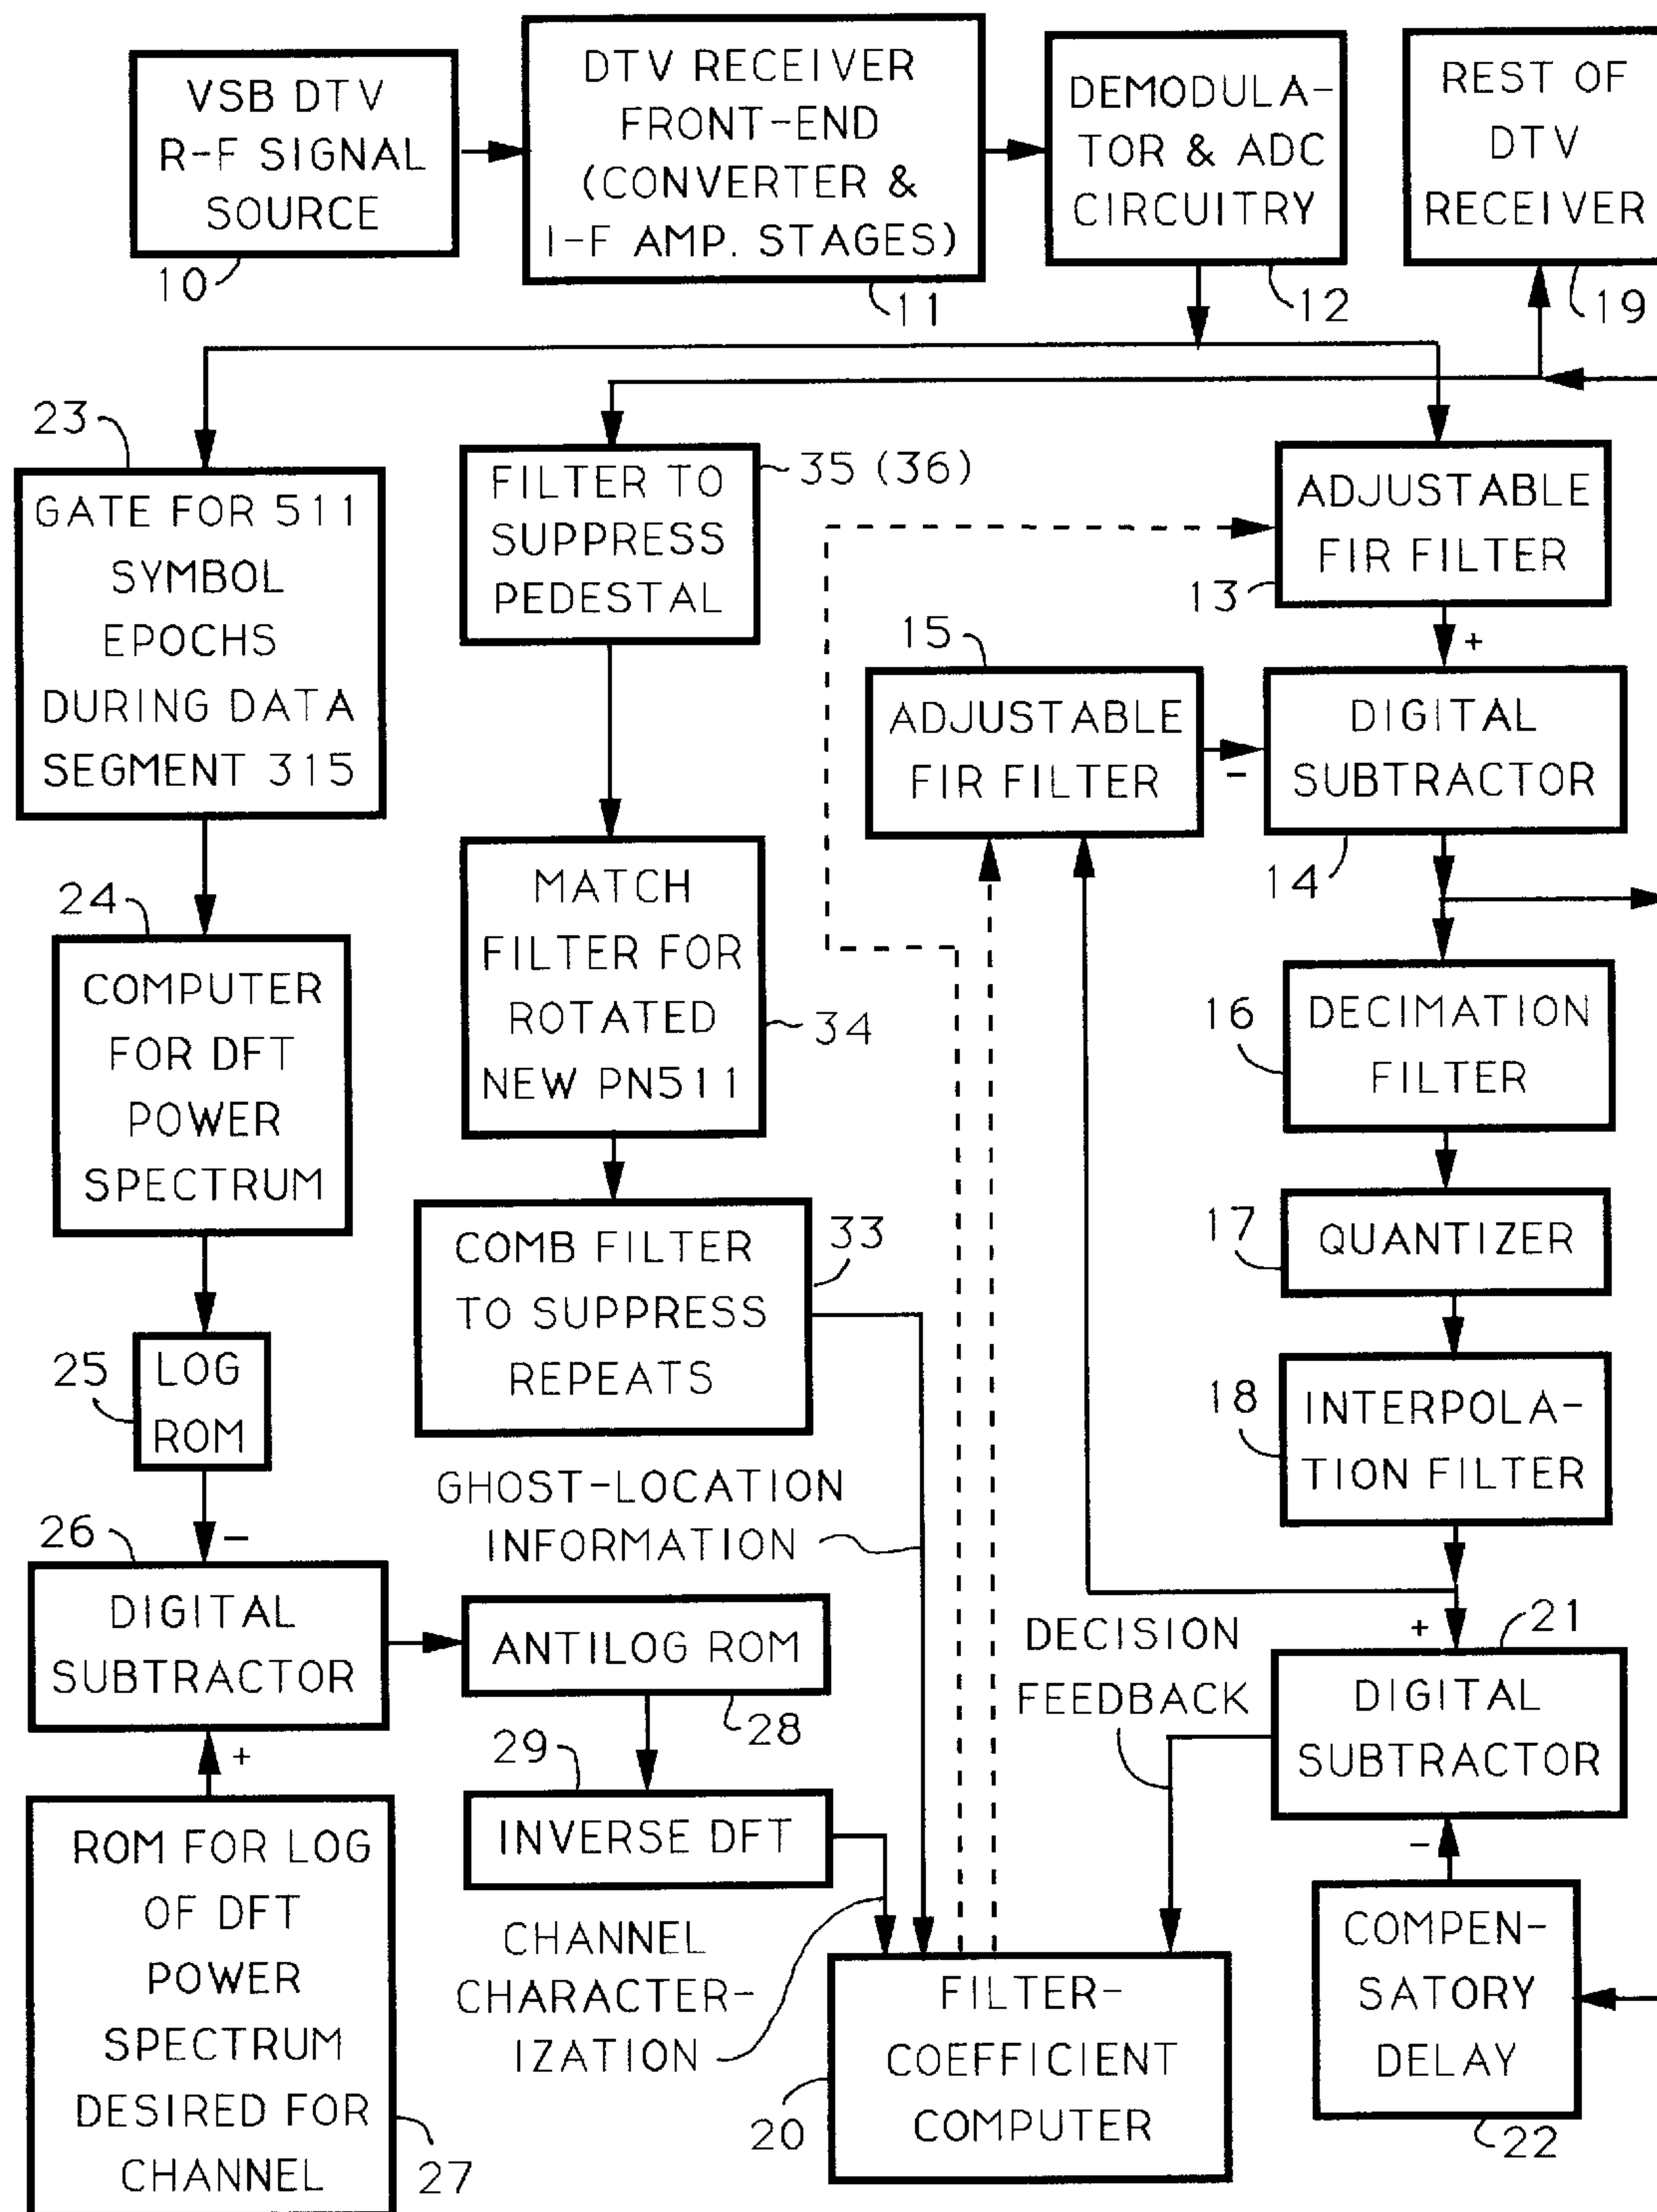 VSB DTV
R-F SIGNAL
SOURCE
10
DTV RECEIVER
FRONT-END
(CONVERTER &
I-F AMP. STAGES)
11
DEMODULA-
TOR & ADC
CIRCUITRY
12
REST OF
DTV
RECEIVER
19
23
GATE FOR 511
SYMBOL
EPOCHS
DURING DATA
SEGMENT 315
FILTER TO
SUPPRESS
PEDESTAL
35 (36)
ADJUSTABLE
FIR FILTER
13
+
15
ADJUSTABLE
FIR FILTER
-
DIGITAL
SUBTRACTOR
14
24
COMPUTER
FOR DFT
POWER
SPECTRUM
MATCH
FILTER FOR
ROTATED
NEW PN511
34
16
DECIMATION
FILTER
COMB FILTER
TO SUPPRESS
REPEATS
33
17
QUANTIZER
25
LOG
ROM
18
INTERPOLA-
TION FILTER
GHOST-LOCATION
INFORMATION
26
-
DIGITAL
SUBTRACTOR
+
ANTILOG ROM
28
DECISION
FEEDBACK
+
21
DIGITAL
SUBTRACTOR
-
29
INVERSE DFT
ROM FOR LOG
OF DFT
POWER
SPECTRUM
DESIRED FOR
CHANNEL
27
CHANNEL
CHARACTER-
IZATION
FILTER-
COEFFICIENT
COMPUTER
20
COMPEN-
SATORY
DELAY
22